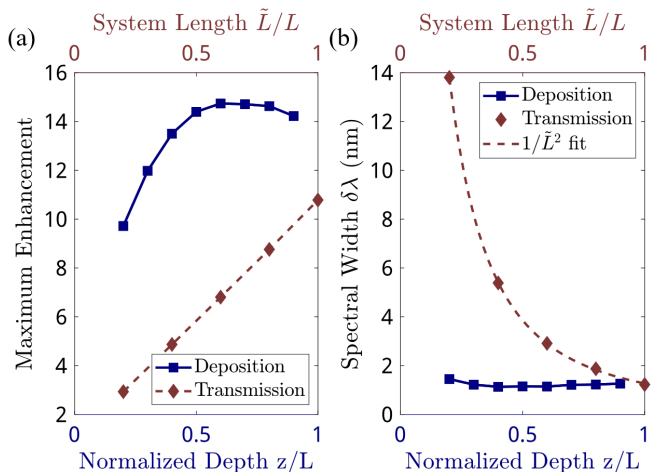 (a)
System Length L̃/L
0 0.5 1
16
14
12
10
8
6
4
2
Maximum Enhancement
Deposition
Transmission
0 0.5 1
Normalized Depth z/L
(b)
System Length L̃/L
0 0.5 1
14
12
10
8
6
4
2
0
Spectral Width δλ (nm)
Deposition
Transmission
1/L̃² fit
0 0.5 1
Normalized Depth z/L